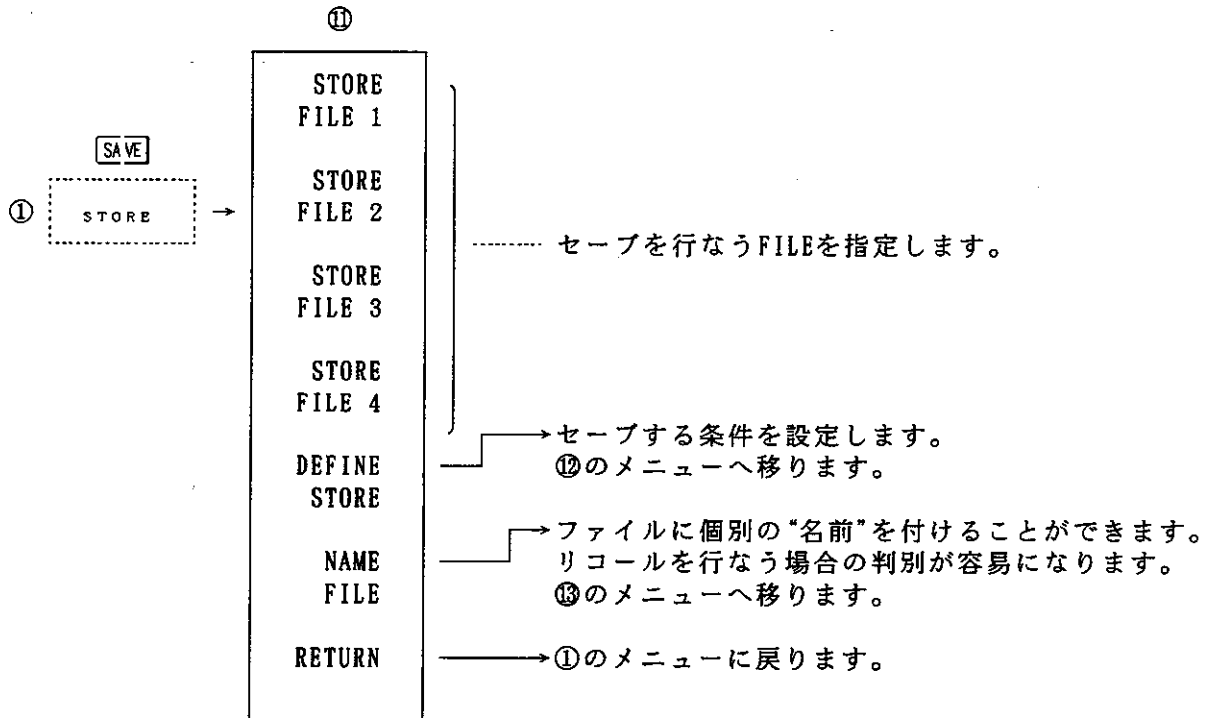 ⑪
STORE
FILE 1
SAVE
STORE
FILE 2
① STORE →
セーブを行なうFILEを指定します。
STORE
FILE 3
STORE
FILE 4
DEFINE
STORE
セーブする条件を設定します。
⑫のメニューへ移ります。
NAME
FILE
ファイルに個別の“名前”を付けることができます。
リコールを行なう場合の判別が容易になります。
⑬のメニューへ移ります。
RETURN
①のメニューに戻ります。